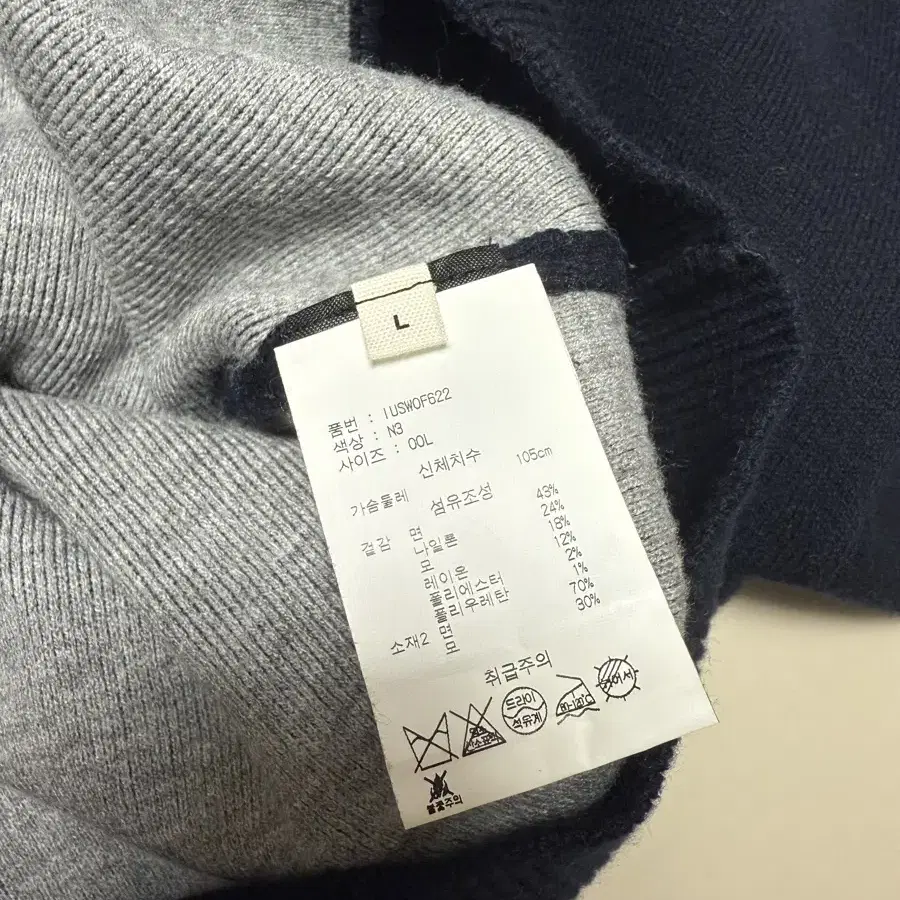 L
품번 : IUSWOF622
색상 : N3
사이즈 : OOL
신체치수
가슴둘레 105cm
섬유조성
겉감 면 43%
나일론 24%
모 18%
레이온 12%
폴리에스터 2%
폴리우레탄 1%
소재2 면 70%
모 30%
취급주의
드라이
석유계
불꽃주의